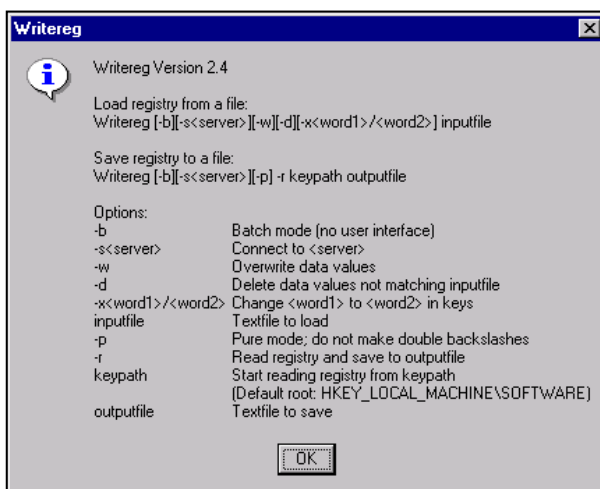 Writereg
Writereg Version 2.4
Load registry from a file:
Writereg [-b][-s<server>][-w][-d][-x<word1>/<word2>] inputfile
Save registry to a file:
Writereg [-b][-s<server>][-p] -r keypath outputfile
Options:
-b Batch mode (no user interface)
-s<server> Connect to <server>
-w Overwrite data values
-d Delete data values not matching inputfile
-x<word1>/<word2> Change <word1> to <word2> in keys
inputfile Textfile to load
-p Pure mode; do not make double backslashes
-r Read registry and save to outputfile
keypath Start reading registry from keypath
(Default root: HKEY_LOCAL_MACHINE\SOFTWARE)
outputfile Textfile to save
OK